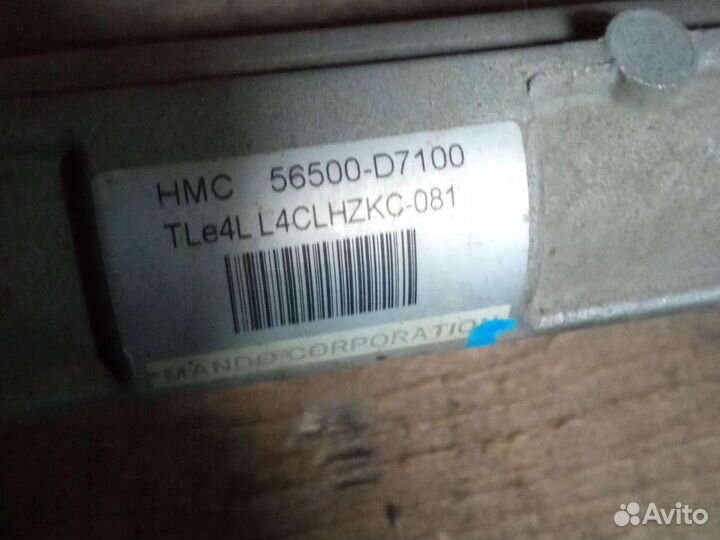 HMC 56500-D7100
TLe4L L4CLHZKC-081
MANDO CORPORATION
Avito